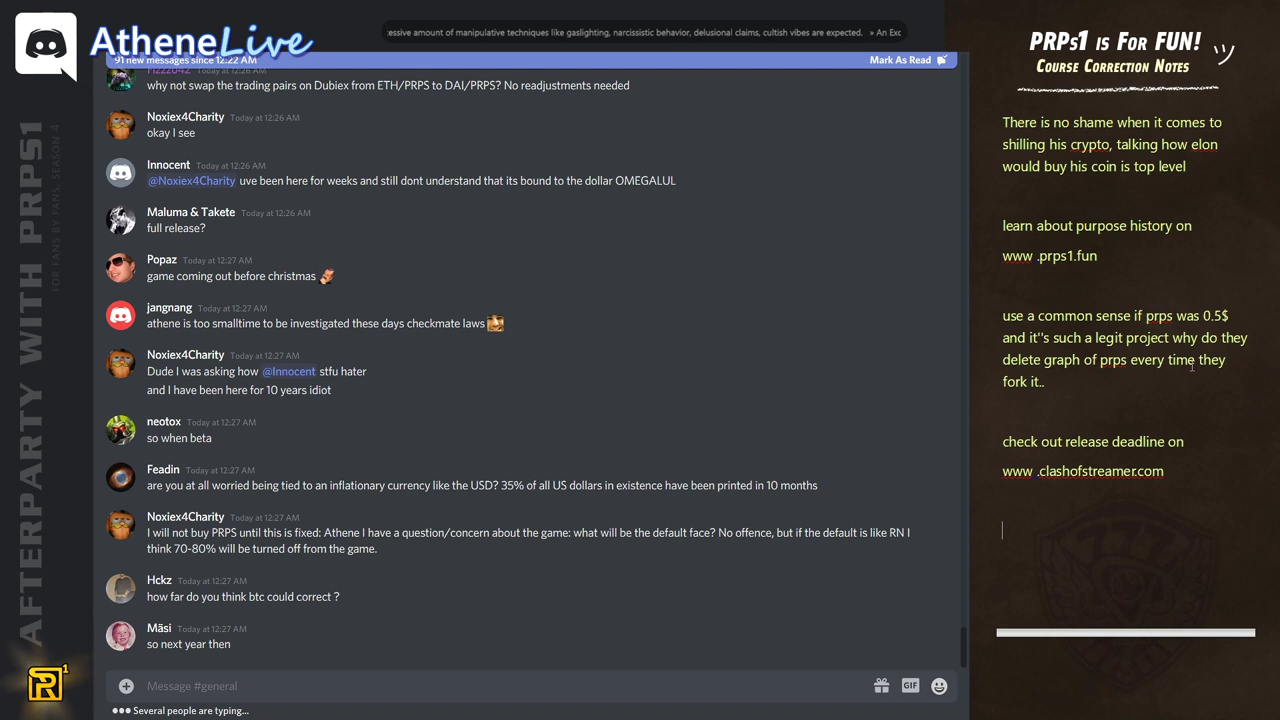 AtheneLive
essive amount of manipulative techniques like gaslighting, narcissistic behavior, delusional claims, cultish vibes are expected. » An Exc
AFTERPARTY WITH PRPS1
FOR FANS BY FANS, SEASON 4
91 new messages since 12:22 AM
Mark As Read
Today at 12:26 AM
why not swap the trading pairs on Dubiex from ETH/PRPS to DAI/PRPS? No readjustments needed
Noxiex4Charity Today at 12:26 AM
okay I see
Innocent Today at 12:26 AM
@Noxiex4Charity uve been here for weeks and still dont understand that its bound to the dollar OMEGALUL
Maluma & Takete Today at 12:26 AM
full release?
Popaz Today at 12:27 AM
game coming out before christmas
jangnang Today at 12:27 AM
athene is too smalltime to be investigated these days checkmate laws
Noxiex4Charity Today at 12:27 AM
Dude I was asking how @Innocent stfu hater
and I have been here for 10 years idiot
neotox Today at 12:27 AM
so when beta
Feadin Today at 12:27 AM
are you at all worried being tied to an inflationary currency like the USD? 35% of all US dollars in existence have been printed in 10 months
Noxiex4Charity Today at 12:27 AM
I will not buy PRPS until this is fixed: Athene I have a question/concern about the game: what will be the default face? No offence, but if the default is like RN I
think 70-80% will be turned off from the game.
Hckz Today at 12:27 AM
how far do you think btc could correct ?
Mäsi Today at 12:27 AM
so next year then
Message #general
GIF
Several people are typing...
PRPs1 IS FOR FUN! ツ
COURSE CORRECTION NOTES
There is no shame when it comes to
shilling his crypto, talking how elon
would buy his coin is top level
learn about purpose history on
www .prps1.fun
use a common sense if prps was 0.5$
and it"s such a legit project why do they
delete graph of prps every time they
fork it..
check out release deadline on
www .clashofstreamer.com